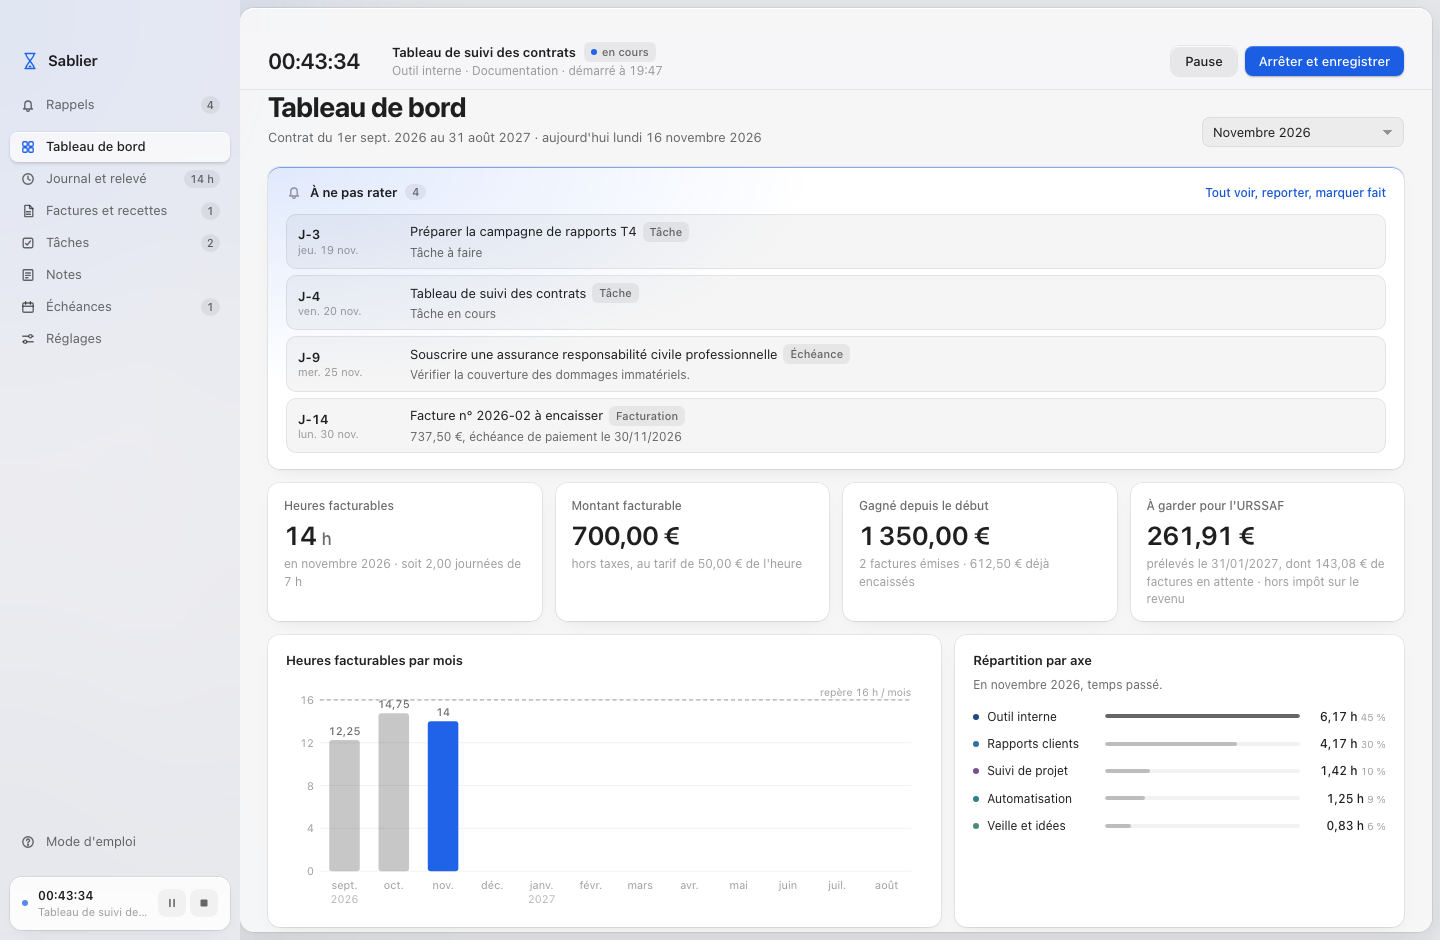 Sablier
Rappels 4
Tableau de bord
Journal et relevé 14 h
Factures et recettes 1
Tâches 2
Notes
Échéances 1
Réglages
Mode d'emploi
00:43:34
Tableau de suivi de...
00:43:34
Tableau de suivi des contrats en cours
Outil interne · Documentation · démarré à 19:47
Pause
Arrêter et enregistrer
Tableau de bord
Contrat du 1er sept. 2026 au 31 août 2027 · aujourd'hui lundi 16 novembre 2026
Novembre 2026
À ne pas rater 4
Tout voir, reporter, marquer fait
J-3
jeu. 19 nov.
Préparer la campagne de rapports T4 Tâche
Tâche à faire
J-4
ven. 20 nov.
Tableau de suivi des contrats Tâche
Tâche en cours
J-9
mer. 25 nov.
Souscrire une assurance responsabilité civile professionnelle Échéance
Vérifier la couverture des dommages immatériels.
J-14
lun. 30 nov.
Facture n° 2026-02 à encaisser Facturation
737,50 €, échéance de paiement le 30/11/2026
Heures facturables
14 h
en novembre 2026 · soit 2,00 journées de
7 h
Montant facturable
700,00 €
hors taxes, au tarif de 50,00 € de l'heure
Gagné depuis le début
1 350,00 €
2 factures émises · 612,50 € déjà
encaissés
À garder pour l'URSSAF
261,91 €
prélevés le 31/01/2027, dont 143,08 € de
factures en attente · hors impôt sur le
revenu
Heures facturables par mois
repère 16 h / mois
16
12
8
4
0
12,25
14,75
14
sept. oct. nov. déc. janv. févr. mars avr. mai juin juil. août
2026 2027
Répartition par axe
En novembre 2026, temps passé.
Outil interne 6,17 h 45 %
Rapports clients 4,17 h 30 %
Suivi de projet 1,42 h 10 %
Automatisation 1,25 h 9 %
Veille et idées 0,83 h 6 %